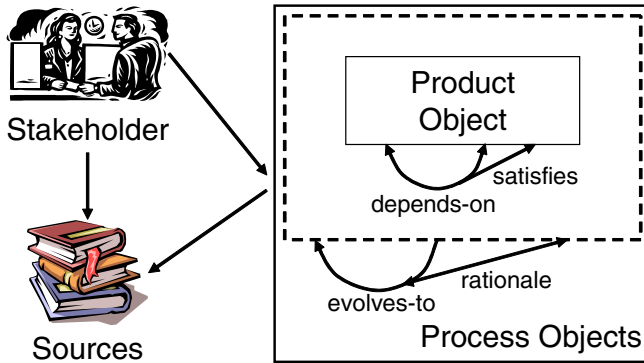 Stakeholder
Sources
Product
Object
satisfies
depends-on
rationale
evolves-to
Process Objects